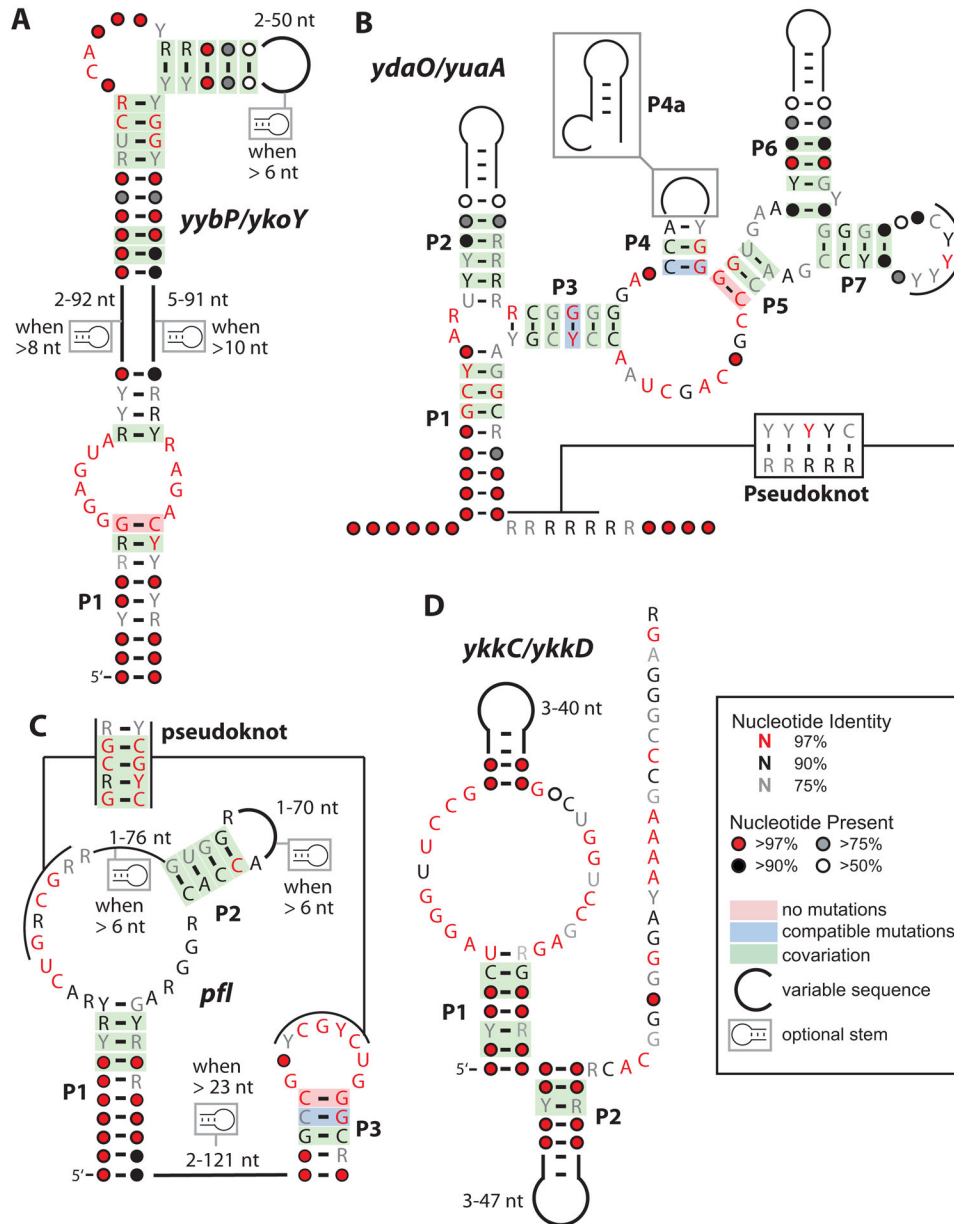 A
2-50 nt
Y
A
C
R R
Y Y
when
> 6 nt
R Y
C G
U G
R Y
yybP/ykoY
2-92 nt
5-91 nt
when
>8 nt
when
>10 nt
Y R
Y R
A R Y R
U A
A G
G A
G G C
R Y
R Y
P1
Y R
5'
B
ydaO/yuaA
P4a
P2
R
Y R
Y R
U R
R
A A
Y G
C G
G C
P1
R
P3
R C G G G G A
Y G C Y G C
A A U C G A C G C
P4
A Y
C G
C G
G G U G A A
C C A A G
P5
P6
Y G
Y
G G G
C C Y
P7
C Y Y
Y Y Y
Y Y Y Y C
R R R R R
Pseudoknot
R R R R R R R
C
pseudoknot
R Y
G C
C G
R Y
G C
1-76 nt
R R
G C R G U C A Y R
when
> 6 nt
G U G G R
C A C C A
P2
1-70 nt
when
> 6 nt
R G G R A
pfl
Y G
R Y
Y R
P1
R
when
> 23 nt
2-121 nt
Y C G Y C U G
G
C G
C G
G C
R
P3
5'
D
ykkC/ykkD
3-40 nt
G C C U U G G G A U
G C U G G U C C G A G R
C G
P1
Y R
5'
R C A C
Y R
P2
3-47 nt
R
G
A
G
G
G
C
C
C
G
A
A
A
A
Y
A
G
G
G
G
G
Nucleotide Identity
N 97%
N 90%
N 75%
Nucleotide Present
>97% >75%
>90% >50%
no mutations
compatible mutations
covariation
variable sequence
optional stem